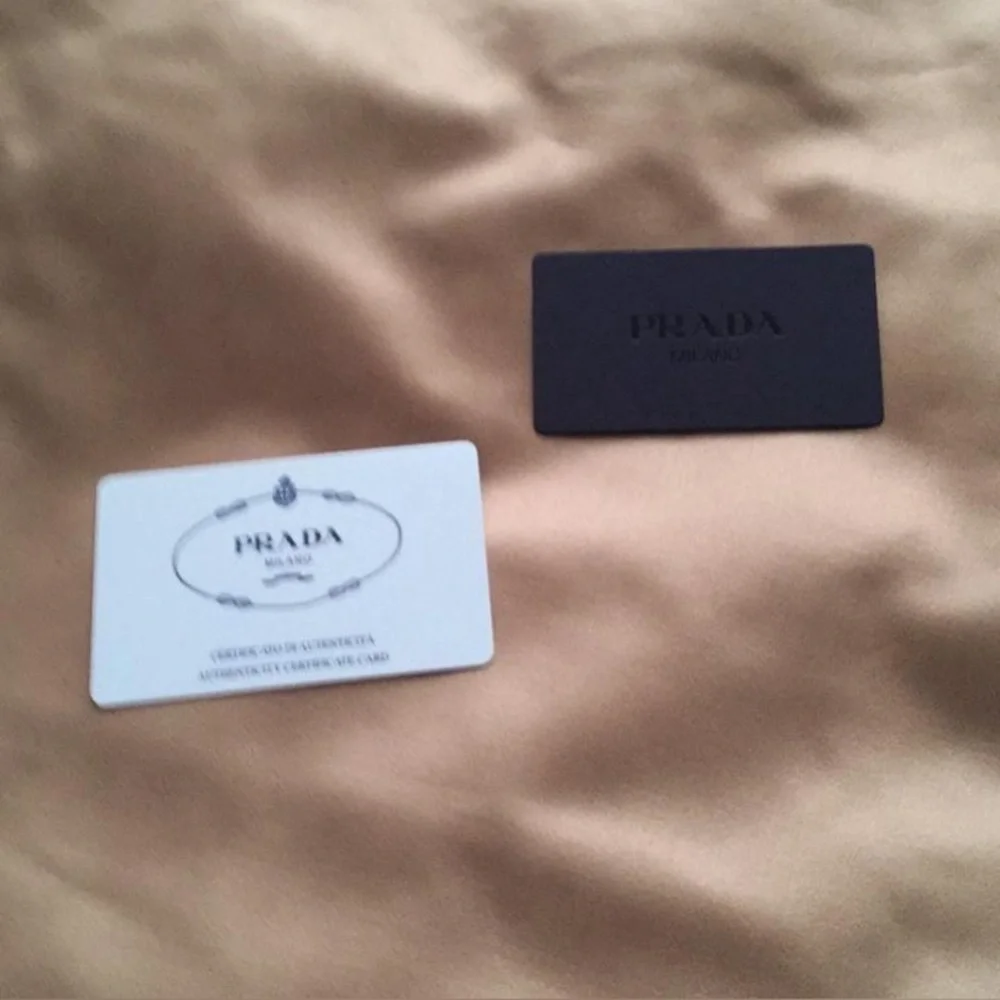 PRADA
MILANO
PRADA
MILANO
CERTIFICATO DI AUTENTICITÀ
AUTHENTICITY CERTIFICATE CARD